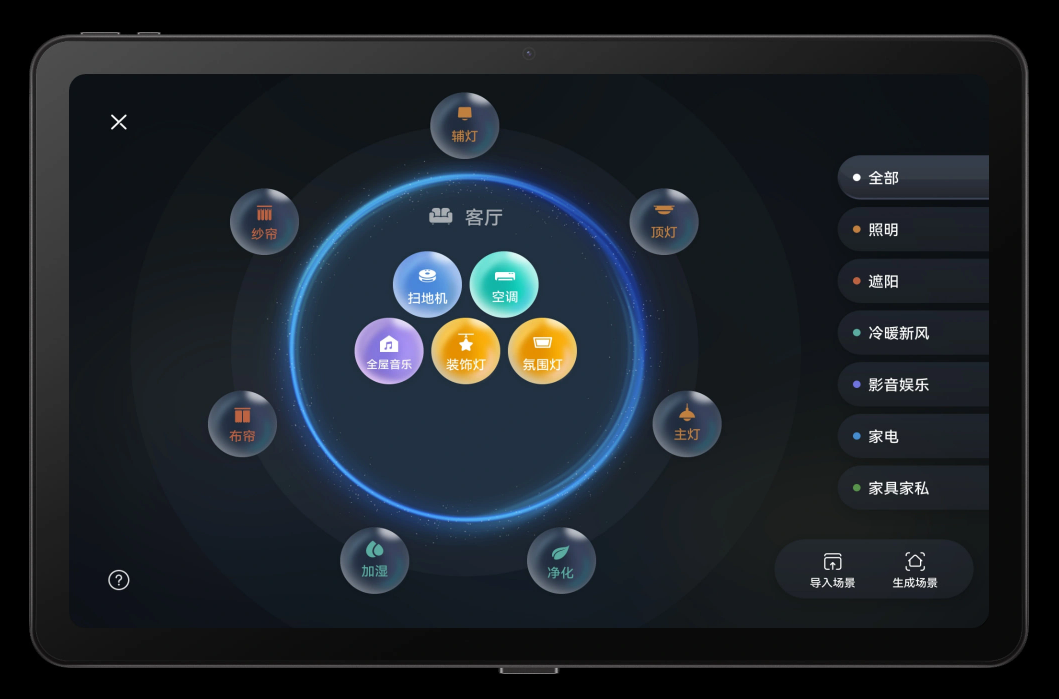 辅灯
纱帘
客厅
顶灯
扫地机
空调
全屋音乐
装饰灯
氛围灯
布帘
主灯
加湿
净化
全部
照明
遮阳
冷暖新风
影音娱乐
家电
家具家私
导入场景
生成场景
?